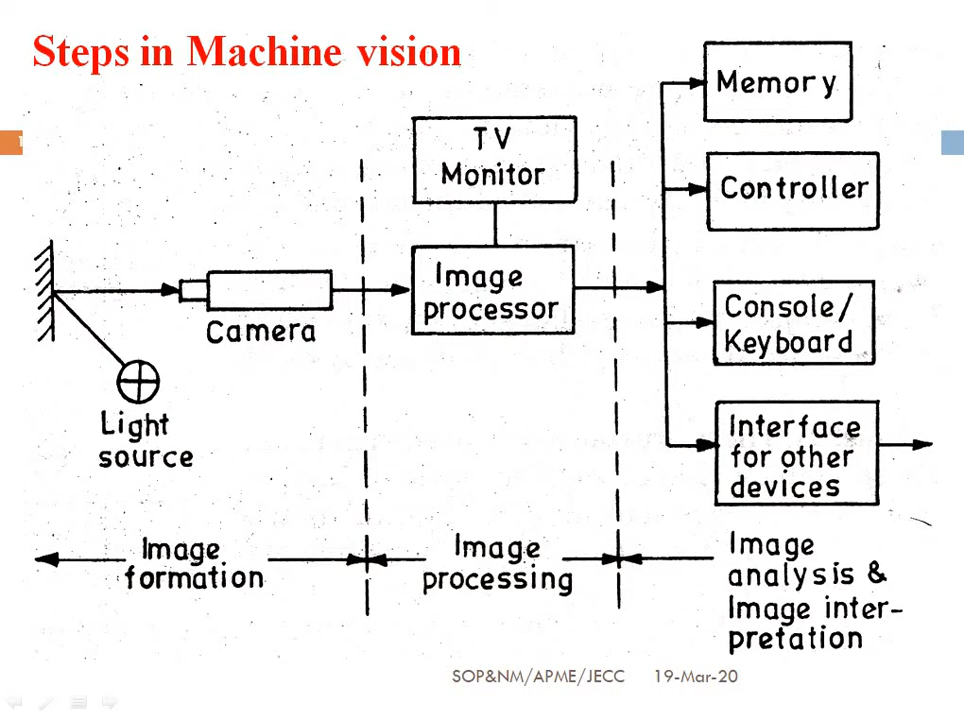 Steps in Machine vision
1
Memory
TV
Monitor
Controller
Image
processor
Camera
Console/
Keyboard
Light
source
Interface
for other
devices
Image
formation
Image
processing
Image
analysis &
Image inter-
pretation
SOP&NM/APME/JECC 19-Mar-20